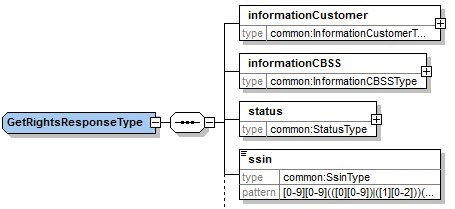 informationCustomer
type common:InformationCustomerT...
informationCBSS
type common:InformationCBSSType
GetRightsResponseType
status
type common:StatusType
ssin
type common:SsinType
pattern [0-9][0-9](([0][0-9])|([1][0-2]))(...